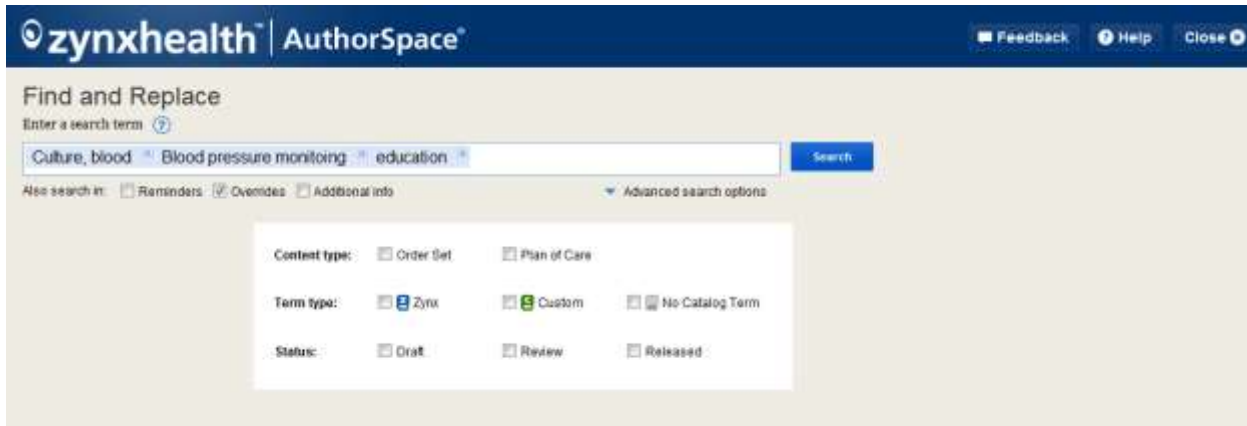 zynxhealth™ AuthorSpace® Feedback ? Help Close
Find and Replace
Enter a search term ?
Culture, blood Blood pressure monitoing education Search
Also search in: Reminders Overrides Additional info Advanced search options
Content type: Order Set Plan of Care
Term type: Z Zynx Custom No Catalog Term
Status: Draft Review Released